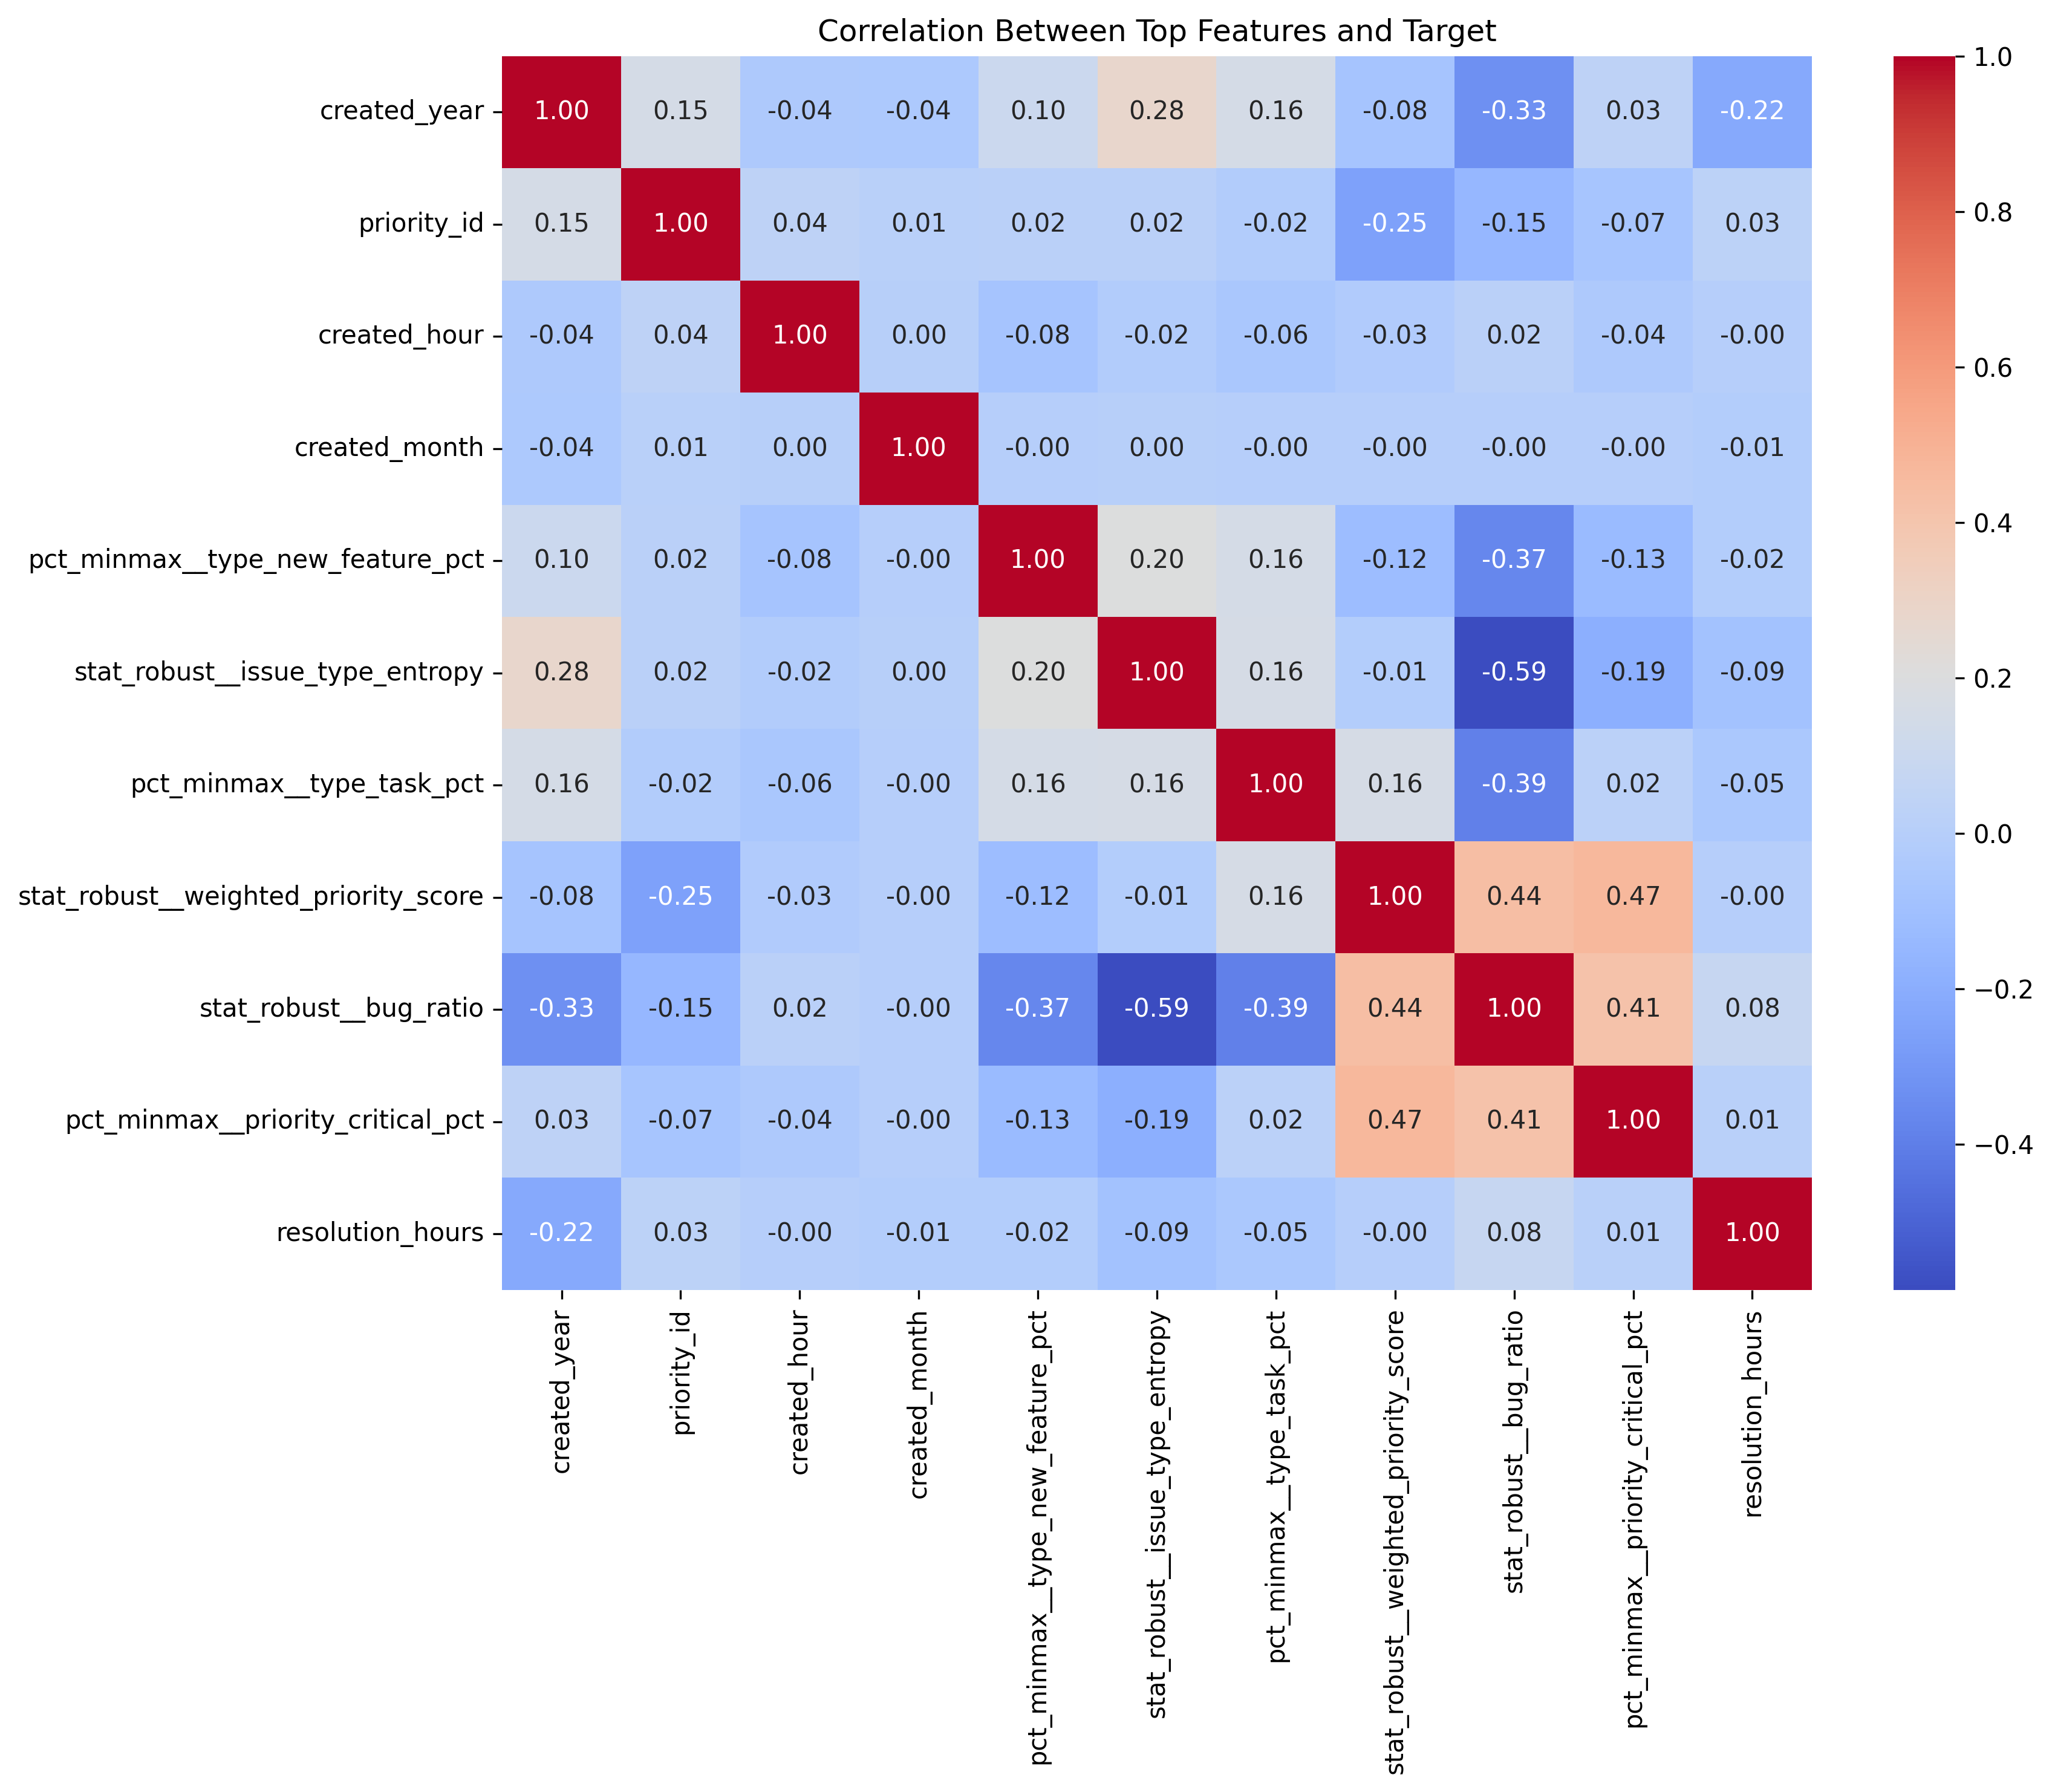 Correlation Between Top Features and Target
created_year 1.00 0.15 -0.04 -0.04 0.10 0.28 0.16 -0.08 -0.33 0.03 -0.22
priority_id 0.15 1.00 0.04 0.01 0.02 0.02 -0.02 -0.25 -0.15 -0.07 0.03
created_hour -0.04 0.04 1.00 0.00 -0.08 -0.02 -0.06 -0.03 0.02 -0.04 -0.00
created_month -0.04 0.01 0.00 1.00 -0.00 0.00 -0.00 -0.00 -0.00 -0.00 -0.01
pct_minmax__type_new_feature_pct 0.10 0.02 -0.08 -0.00 1.00 0.20 0.16 -0.12 -0.37 -0.13 -0.02
stat_robust__issue_type_entropy 0.28 0.02 -0.02 0.00 0.20 1.00 0.16 -0.01 -0.59 -0.19 -0.09
pct_minmax__type_task_pct 0.16 -0.02 -0.06 -0.00 0.16 0.16 1.00 0.16 -0.39 0.02 -0.05
stat_robust__weighted_priority_score -0.08 -0.25 -0.03 -0.00 -0.12 -0.01 0.16 1.00 0.44 0.47 -0.00
stat_robust__bug_ratio -0.33 -0.15 0.02 -0.00 -0.37 -0.59 -0.39 0.44 1.00 0.41 0.08
pct_minmax__priority_critical_pct 0.03 -0.07 -0.04 -0.00 -0.13 -0.19 0.02 0.47 0.41 1.00 0.01
resolution_hours -0.22 0.03 -0.00 -0.01 -0.02 -0.09 -0.05 -0.00 0.08 0.01 1.00
created_year
priority_id
created_hour
created_month
pct_minmax__type_new_feature_pct
stat_robust__issue_type_entropy
pct_minmax__type_task_pct
stat_robust__weighted_priority_score
stat_robust__bug_ratio
pct_minmax__priority_critical_pct
resolution_hours
1.0
0.8
0.6
0.4
0.2
0.0
−0.2
−0.4